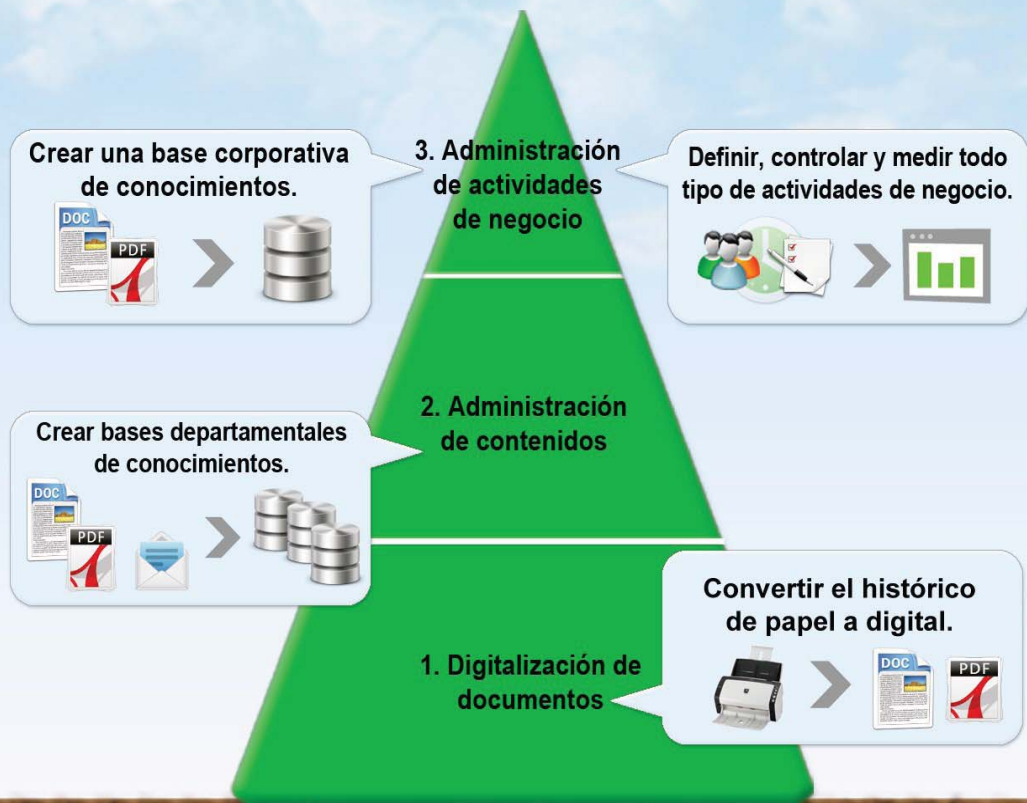 Crear una base corporativa
de conocimientos.
DOC
PDF
3. Administración
de actividades
de negocio
Definir, controlar y medir todo
tipo de actividades de negocio.
Crear bases departamentales
de conocimientos.
DOC
PDF
2. Administración
de contenidos
1. Digitalización de
documentos
Convertir el histórico
de papel a digital.
DOC
PDF